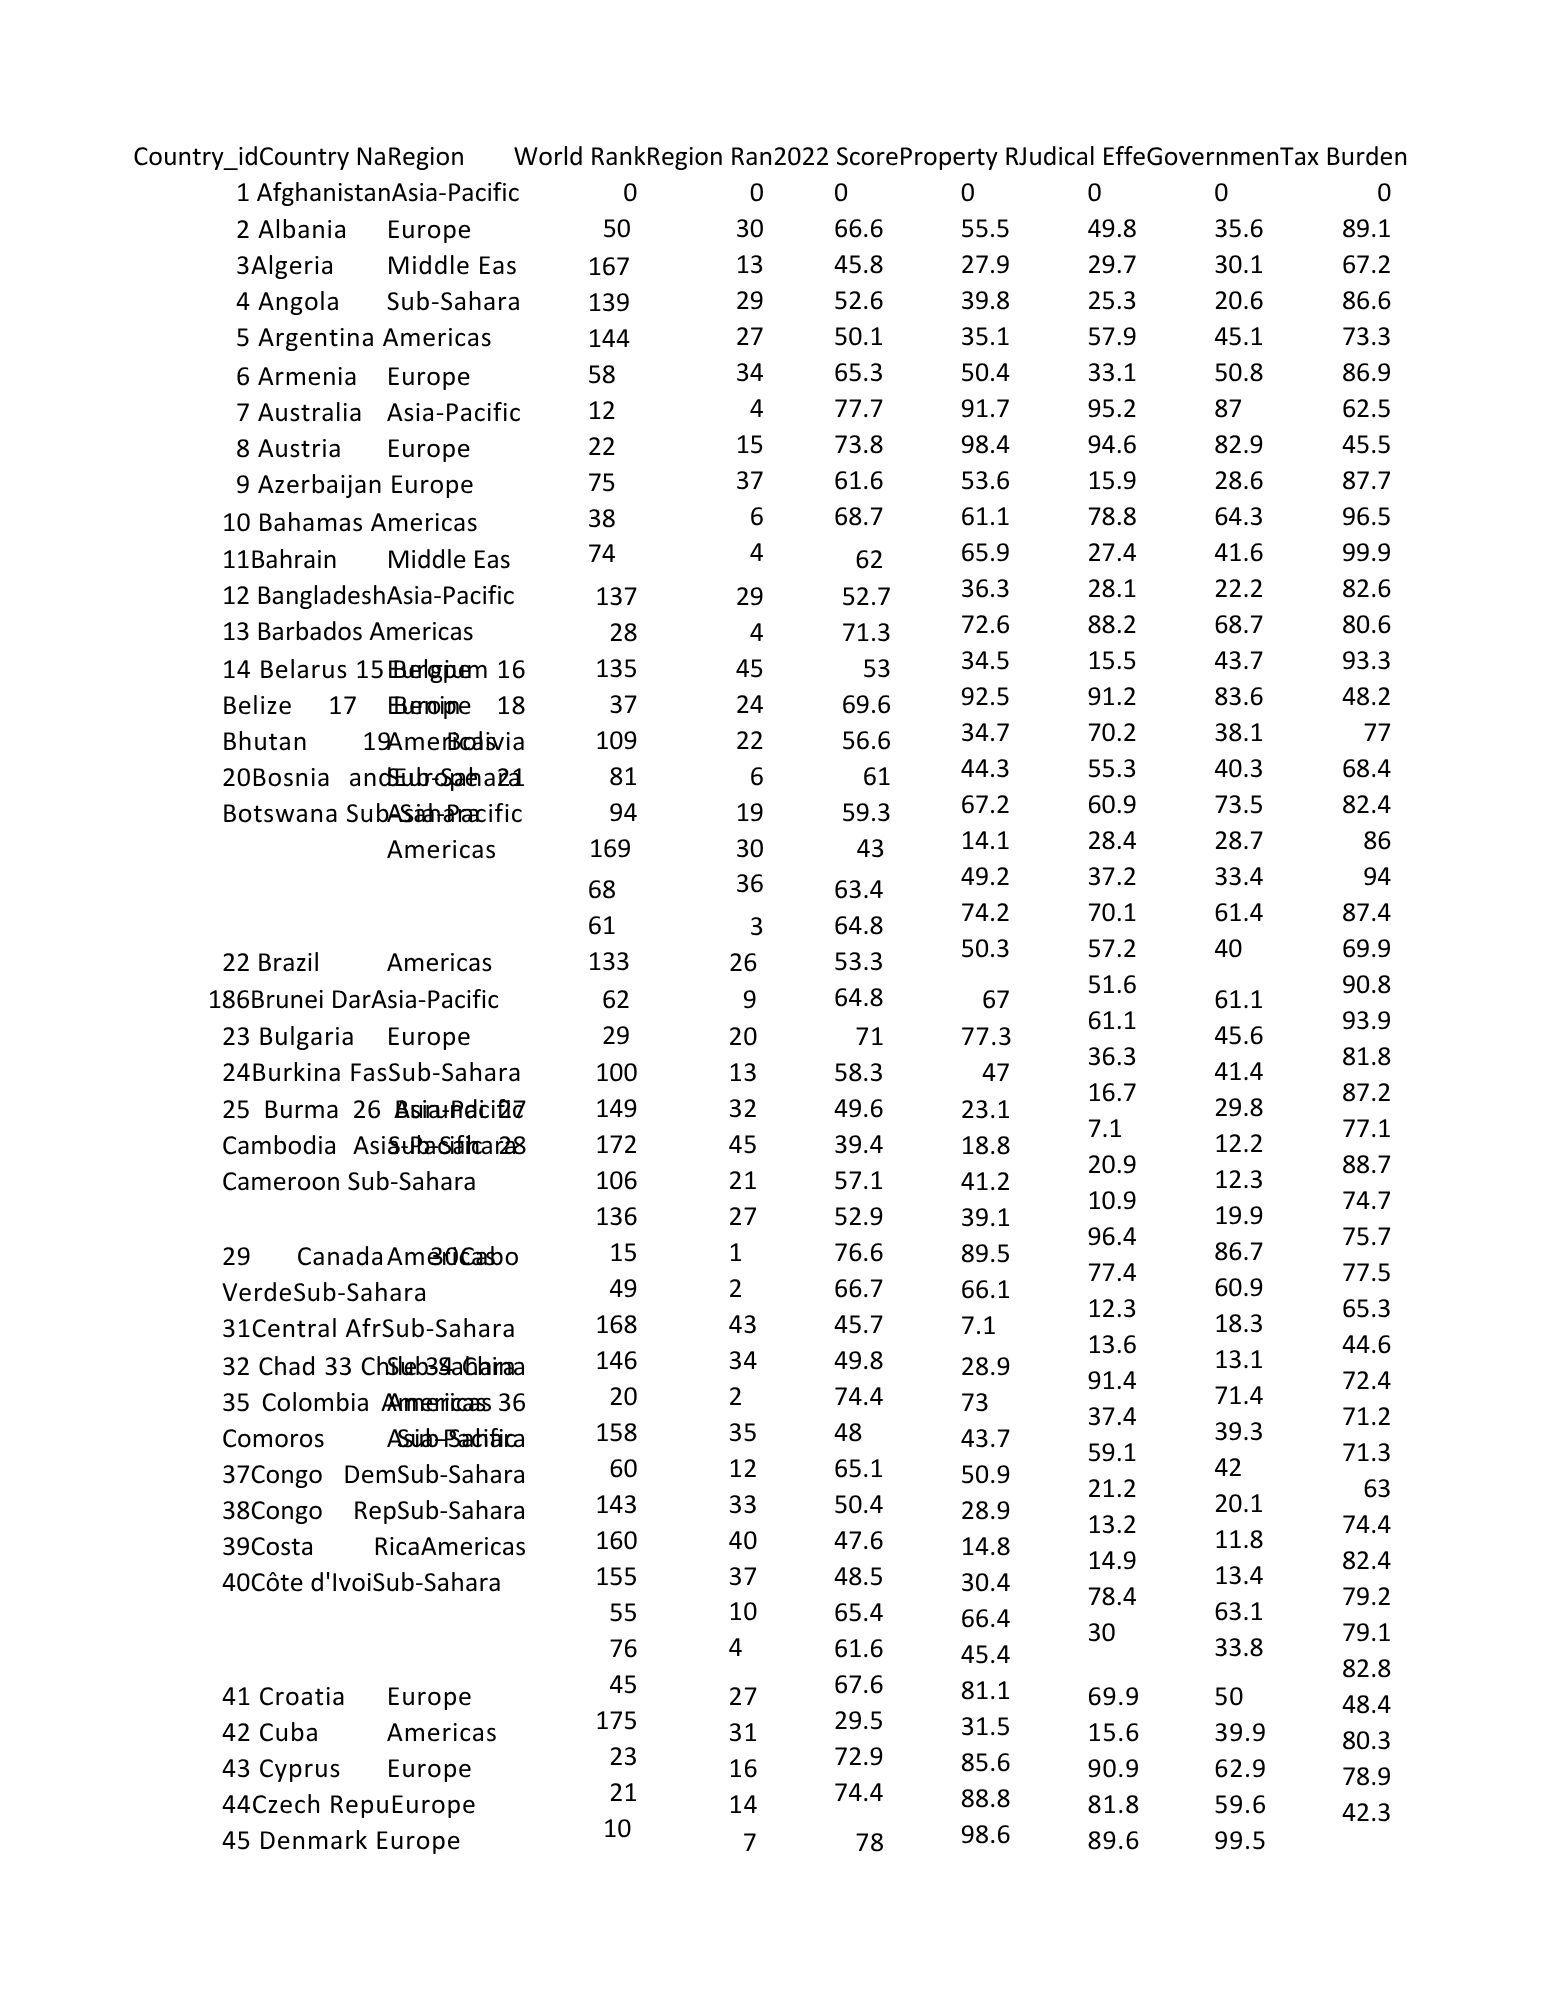 Country_idCountry NaRegion World RankRegion Ran2022 ScoreProperty RJudical EffeGovernmenTax Burden
1 AfghanistanAsia-Pacific 0 0 0 0 0 0 0
2 Albania Europe 50 30 66.6 55.5 49.8 35.6 89.1
3Algeria Middle Eas 167 13 45.8 27.9 29.7 30.1 67.2
4 Angola Sub-Sahara 139 29 52.6 39.8 25.3 20.6 86.6
5 Argentina Americas 144 27 50.1 35.1 57.9 45.1 73.3
6 Armenia Europe 58 34 65.3 50.4 33.1 50.8 86.9
7 Australia Asia-Pacific 12 4 77.7 91.7 95.2 87 62.5
8 Austria Europe 22 15 73.8 98.4 94.6 82.9 45.5
9 Azerbaijan Europe 75 37 61.6 53.6 15.9 28.6 87.7
10 Bahamas Americas 38 6 68.7 61.1 78.8 64.3 96.5
11Bahrain Middle Eas 74 4 62 65.9 27.4 41.6 99.9
12 BangladeshAsia-Pacific 137 29 52.7 36.3 28.1 22.2 82.6
13 Barbados Americas 28 4 71.3 72.6 88.2 68.7 80.6
14 Belarus 15 Belgium 16 Europe 135 45 53 34.5 15.5 43.7 93.3
Belize 17 Benin 18 Europe 37 24 69.6 92.5 91.2 83.6 48.2
Bhutan 19 Bolivia Americas 109 22 56.6 34.7 70.2 38.1 77
20Bosnia andEurope 21 Sub-Sahara 81 6 61 44.3 55.3 40.3 68.4
Botswana Sub-Sahara Asia-Pacific 94 19 59.3 67.2 60.9 73.5 82.4
Americas 169 30 43 14.1 28.4 28.7 86
68 36 63.4 49.2 37.2 33.4 94
61 3 64.8 74.2 70.1 61.4 87.4
22 Brazil Americas 133 26 53.3 50.3 57.2 40 69.9
186Brunei DarAsia-Pacific 62 9 64.8 67 51.6 61.1 90.8
23 Bulgaria Europe 29 20 71 77.3 61.1 45.6 93.9
24Burkina FasSub-Sahara 100 13 58.3 47 36.3 41.4 81.8
25 Burma 26 Burundi 27 Asia-Pacific 149 32 49.6 23.1 16.7 29.8 87.2
Cambodia Asia-Pacific 28 Sub-Sahara 172 45 39.4 18.8 7.1 12.2 77.1
Cameroon Sub-Sahara 106 21 57.1 41.2 20.9 12.3 88.7
136 27 52.9 39.1 10.9 19.9 74.7
29 Canada Americas 30Cabo 15 1 76.6 89.5 96.4 86.7 75.7
VerdeSub-Sahara 49 2 66.7 66.1 77.4 60.9 77.5
31Central AfrSub-Sahara 168 43 45.7 7.1 12.3 18.3 65.3
32 Chad 33 Chile 34 China Sub-Sahara 146 34 49.8 28.9 13.6 13.1 44.6
35 Colombia Americas 36 Americas 20 2 74.4 73 91.4 71.4 72.4
Comoros Sub-Sahara Asia-Pacific 158 35 48 43.7 37.4 39.3 71.2
37Congo DemSub-Sahara 60 12 65.1 50.9 59.1 42 71.3
38Congo RepSub-Sahara 143 33 50.4 28.9 21.2 20.1 63
39Costa RicaAmericas 160 40 47.6 14.8 13.2 11.8 74.4
40Côte d'IvoiSub-Sahara 155 37 48.5 30.4 14.9 13.4 82.4
55 10 65.4 66.4 78.4 63.1 79.2
76 4 61.6 45.4 30 33.8 79.1
41 Croatia Europe 45 27 67.6 81.1 69.9 50 82.8
42 Cuba Americas 175 31 29.5 31.5 15.6 39.9 48.4
43 Cyprus Europe 23 16 72.9 85.6 90.9 62.9 80.3
44Czech RepuEurope 21 14 74.4 88.8 81.8 59.6 78.9
45 Denmark Europe 10 7 78 98.6 89.6 99.5 42.3